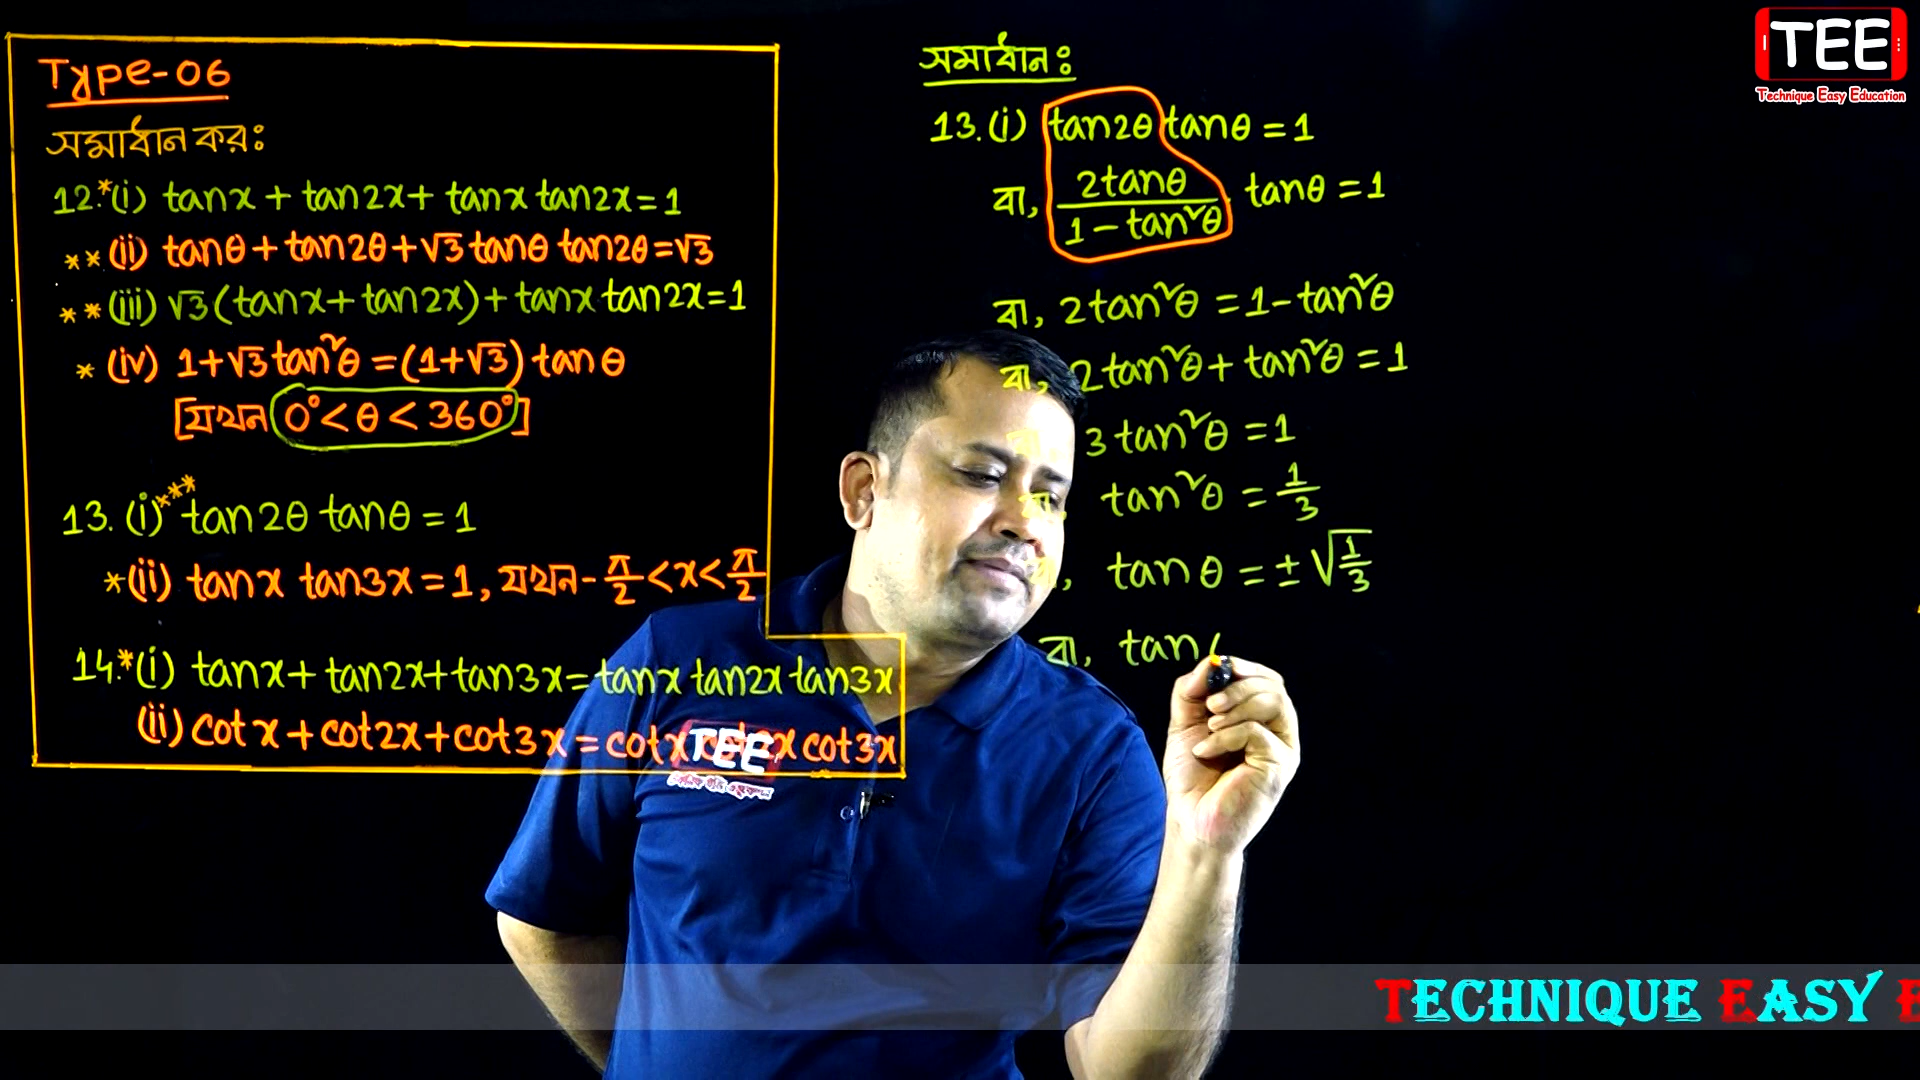 Type-06
সমাধান কর:
12.*(i) tanx + tan2x + tanx tan2x = 1
** (ii) tanθ + tan2θ + √3 tanθ tan2θ = √3
** (iii) √3 (tanx + tan2x) + tanx tan2x = 1
* (iv) 1+√3 tan²θ = (1+√3) tanθ
[যখন 0° < θ < 360°]
13. (i)*** tan2θ tanθ = 1
*(ii) tanx tan3x = 1, যখন - π/2 < x < π/2
14.*(i) tanx + tan2x + tan3x = tanx tan2x tan3x
(ii) cotx + cot2x + cot3x = cotx cot2x cot3x
সমাধান:
13. (i) tan2θ tanθ = 1
বা, 2tanθ / 1 - tan²θ . tanθ = 1
বা, 2tan²θ = 1 - tan²θ
বা, 2tan²θ + tan²θ = 1
বা, 3tan²θ = 1
বা, tan²θ = 1/3
বা, tanθ = ± √1/3
বা, tan
TEE
Technique Easy Education
TEE
TECHNIQUE EASY E